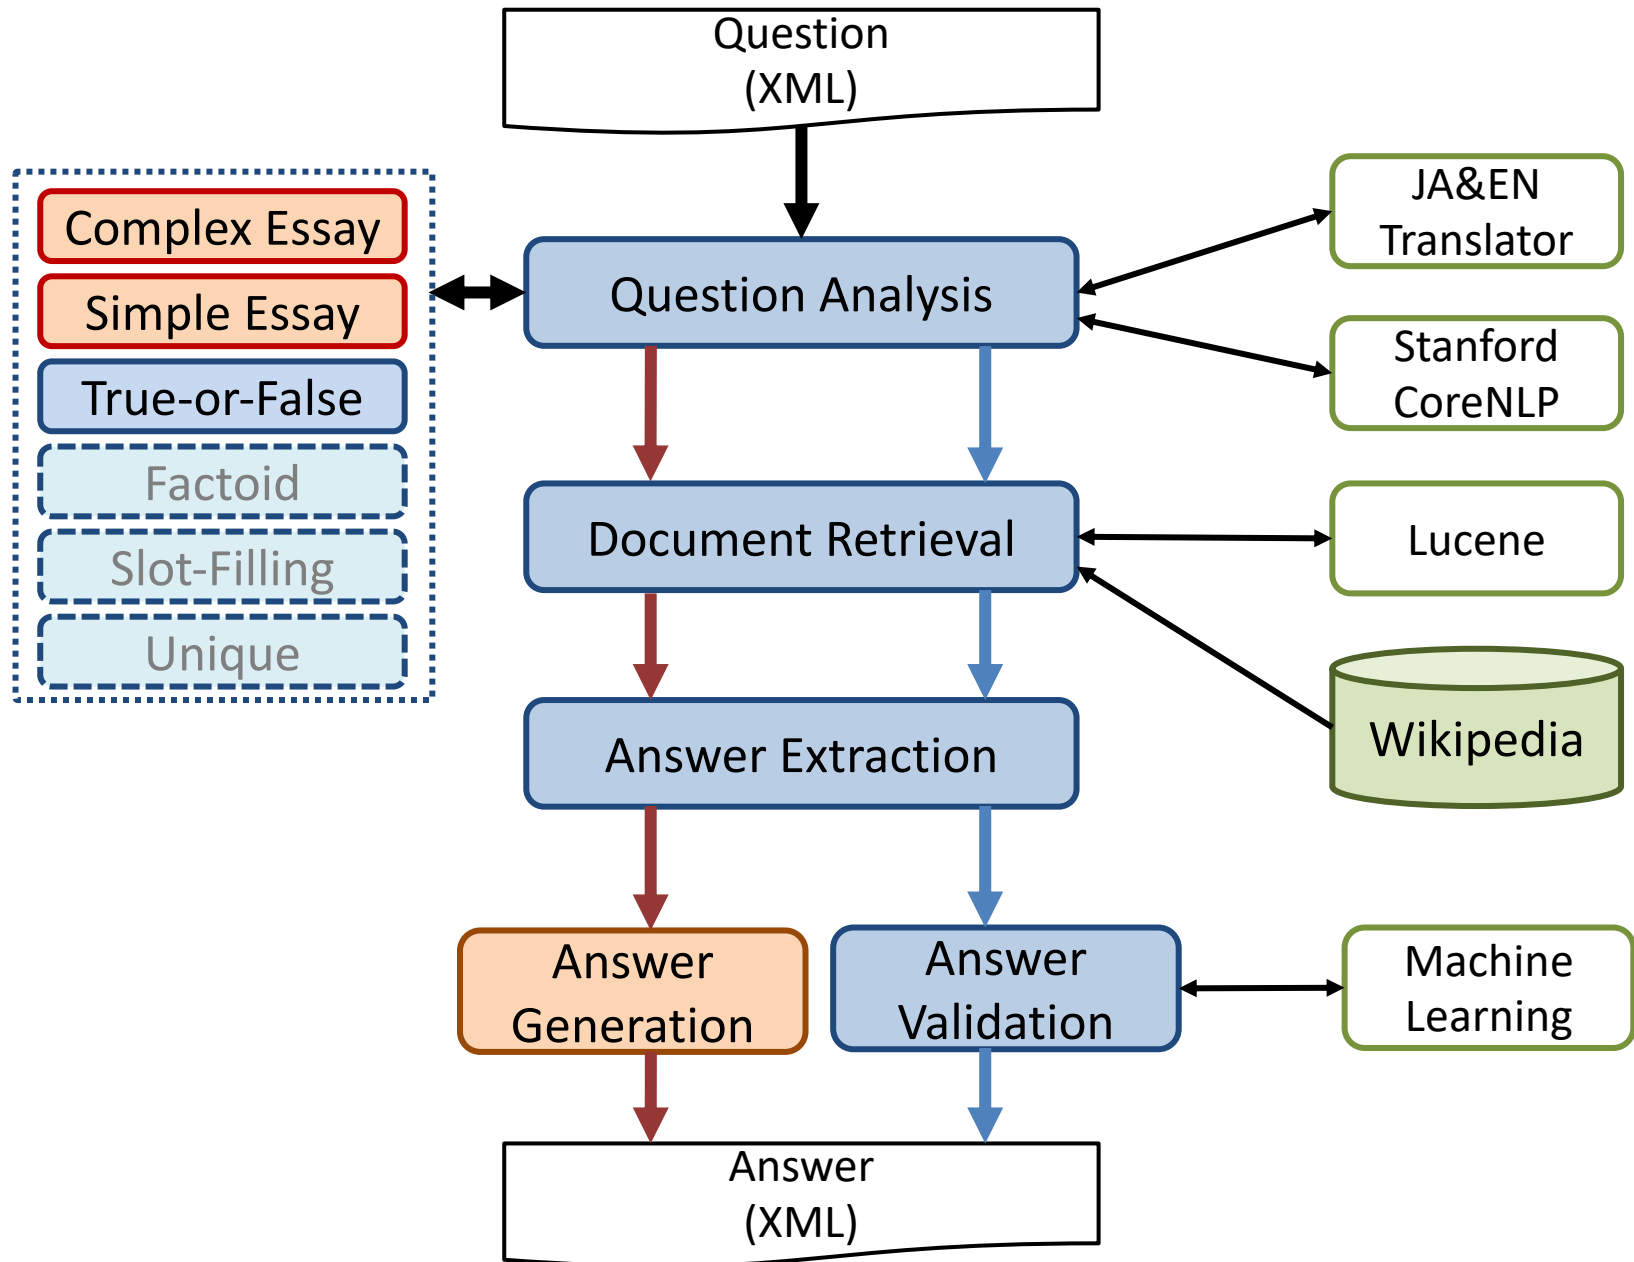 Question
(XML)
Complex Essay
Simple Essay
True-or-False
Factoid
Slot-Filling
Unique
Question Analysis
Document Retrieval
Answer Extraction
Answer
Generation
Answer
Validation
JA&EN
Translator
Stanford
CoreNLP
Lucene
Wikipedia
Machine
Learning
Answer
(XML)